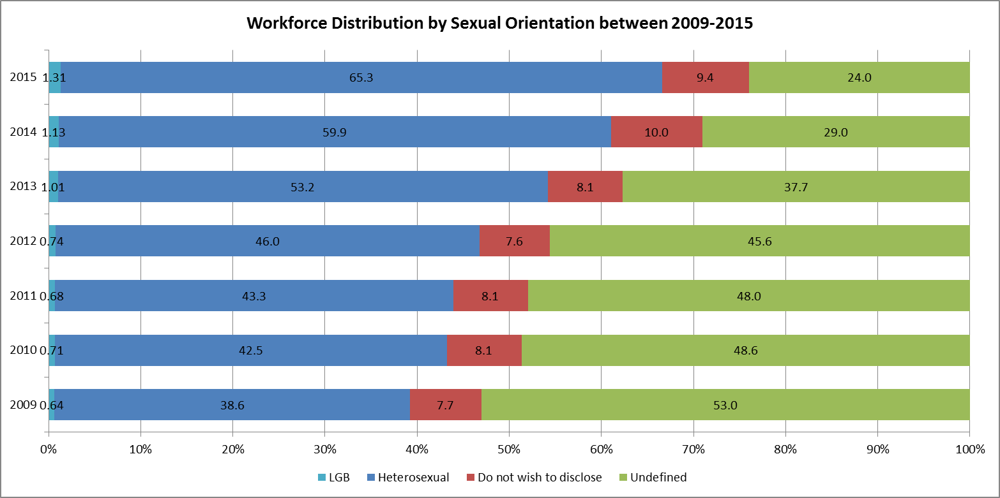 Workforce Distribution by Sexual Orientation between 2009-2015
2015 1.31 65.3 9.4 24.0
2014 1.13 59.9 10.0 29.0
2013 1.01 53.2 8.1 37.7
2012 0.74 46.0 7.6 45.6
2011 0.68 43.3 8.1 48.0
2010 0.71 42.5 8.1 48.6
2009 0.64 38.6 7.7 53.0
0% 10% 20% 30% 40% 50% 60% 70% 80% 90% 100%
LGB Heterosexual Do not wish to disclose Undefined